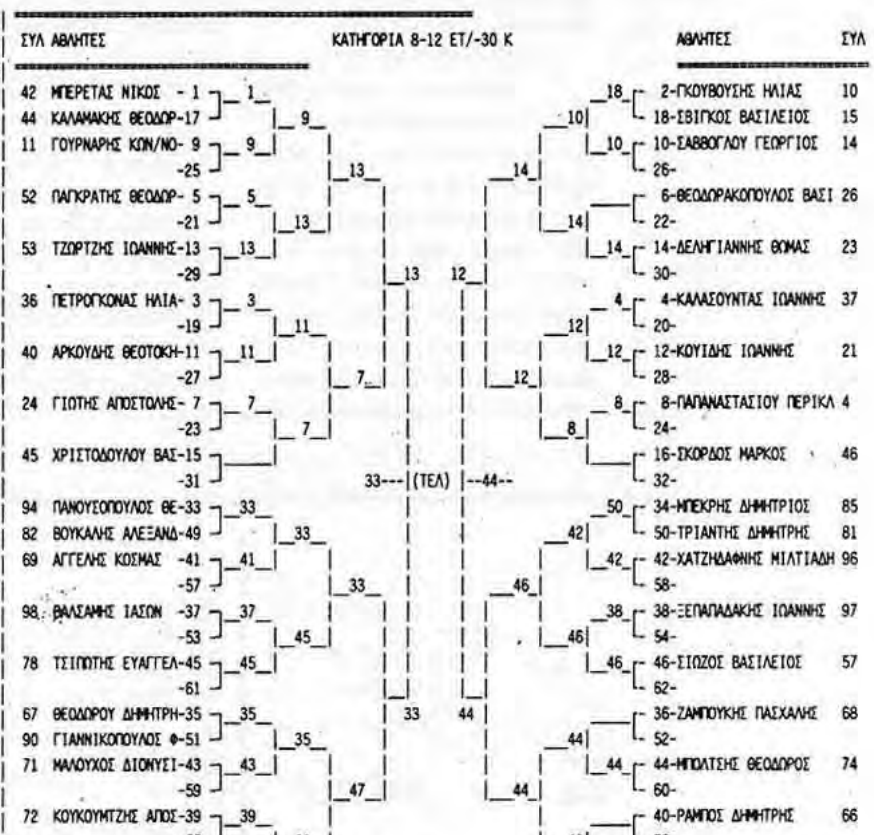 ΣΥΛ ΑΘΛΗΤΕΣ ΚΑΤΗΓΟΡΙΑ 8-12 ΕΤ/-30 Κ ΑΘΛΗΤΕΣ ΣΥΛ
42 ΜΠΕΡΕΤΑΣ ΝΙΚΟΣ - 1 1 18 2-ΓΚΟΥΒΟΥΣΗΣ ΗΛΙΑΣ 10
44 ΚΑΛΑΜΑΚΗΣ ΘΕΟΔΩΡ-17 9 10 18-ΣΒΙΓΚΟΣ ΒΑΣΙΛΕΙΟΣ 15
11 ΓΟΥΡΝΑΡΗΣ ΚΩΝ/ΝΟ- 9 9 10 10-ΣΑΒΒΟΓΛΟΥ ΓΕΩΡΓΙΟΣ 14
-25 13 14 26-
52 ΠΑΓΚΡΑΤΗΣ ΘΕΟΔΩΡ- 5 5 6-ΘΕΟΔΩΡΑΚΟΠΟΥΛΟΣ ΒΑΣΙ 26
-21 13 14 22-
53 ΤΖΩΡΤΖΗΣ ΙΩΑΝΝΗΣ-13 13 14 14-ΔΕΛΗΓΙΑΝΝΗΣ ΘΩΜΑΣ 23
-29 13 12 30-
36 ΠΕΤΡΟΓΚΟΝΑΣ ΗΛΙΑ- 3 3 4 4-ΚΑΛΑΣΟΥΝΤΑΣ ΙΩΑΝΝΗΣ 37
-19 11 12 20-
40 ΑΡΚΟΥΔΗΣ ΘΕΟΤΟΚΗ-11 11 12 12-ΚΟΥΙΔΗΣ ΙΩΑΝΝΗΣ 21
-27 7 12 28-
24 ΓΙΟΤΗΣ ΑΠΟΣΤΟΛΗΣ- 7 7 8 8-ΠΑΠΑΝΑΣΤΑΣΙΟΥ ΠΕΡΙΚΛ 4
-23 7 8 24-
45 ΧΡΙΣΤΟΔΟΥΛΟΥ ΒΑΣ-15 16-ΣΚΟΡΔΟΣ ΜΑΡΚΟΣ 46
-31 33---|(ΤΕΛ) |--44-- 32-
94 ΠΑΝΟΥΣΟΠΟΥΛΟΣ ΘΕ-33 33 50 34-ΜΠΕΚΡΗΣ ΔΗΜΗΤΡΙΟΣ 85
82 ΒΟΥΚΑΛΗΣ ΑΛΕΞΑΝΔ-49 33 42 50-ΤΡΙΑΝΤΗΣ ΔΗΜΗΤΡΗΣ 81
69 ΑΓΓΕΛΗΣ ΚΟΣΜΑΣ -41 41 42 42-ΧΑΤΖΗΔΑΦΝΗΣ ΜΙΛΤΙΑΔΗ 96
-57 33 46 58-
98 ΒΑΛΣΑΜΗΣ ΙΑΣΩΝ -37 37 38 38-ΞΕΠΑΠΑΔΑΚΗΣ ΙΩΑΝΝΗΣ 97
-53 45 46 54-
78 ΤΣΙΠΩΤΗΣ ΕΥΑΓΓΕΛ-45 45 46 46-ΣΙΩΖΟΣ ΒΑΣΙΛΕΙΟΣ 57
-61 62-
67 ΘΕΟΔΩΡΟΥ ΔΗΜΗΤΡΗ-35 35 33 44 36-ΖΑΜΠΟΥΚΗΣ ΠΑΣΧΑΛΗΣ 68
90 ΓΙΑΝΝΙΚΟΠΟΥΛΟΣ Φ-51 35 44 52-
71 ΜΑΛΟΥΧΟΣ ΔΙΟΝΥΣΙ-43 43 44 44-ΜΠΟΛΤΣΗΣ ΘΕΟΔΩΡΟΣ 74
-59 47 44 60-
72 ΚΟΥΚΟΥΜΤΖΗΣ ΑΠΟΣ-39 39 40-ΡΑΜΠΟΣ ΔΗΜΗΤΡΗΣ 66